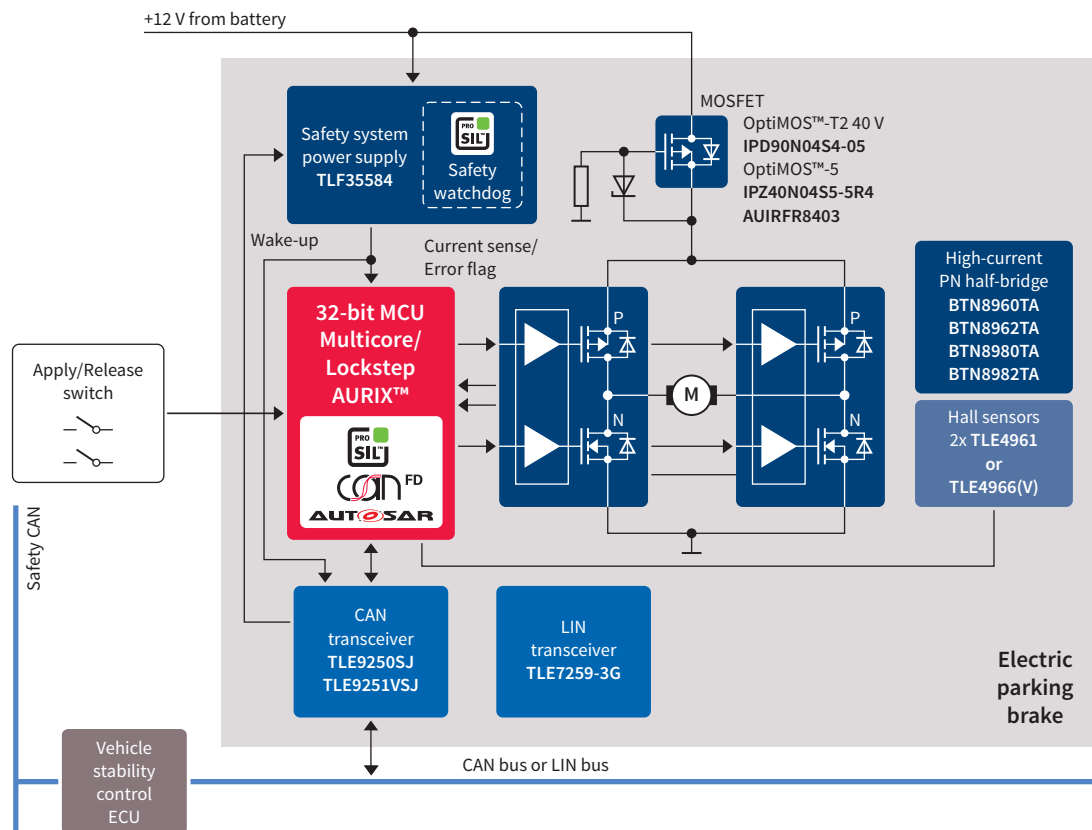 +12 V from battery
MOSFET
OptiMOS™-T2 40 V
IPD90N04S4-05
OptiMOS™-5
IPZ40N04S5-5R4
AUIRFR8403
Safety system
power supply
TLF35584
PRO
SIL™
Safety
watchdog
Wake-up
Current sense/
Error flag
High-current
PN half-bridge
BTN8960TA
BTN8962TA
BTN8980TA
BTN8982TA
32-bit MCU
Multicore/
Lockstep
AURIX™
PRO
SIL™
CAN FD
AUTOSAR
P
N
M
P
N
Apply/Release
switch
Hall sensors
2x TLE4961
or
TLE4966(V)
Safety CAN
CAN
transceiver
TLE9250SJ
TLE9251VSJ
LIN
transceiver
TLE7259-3G
Electric
parking
brake
Vehicle
stability
control
ECU
CAN bus or LIN bus